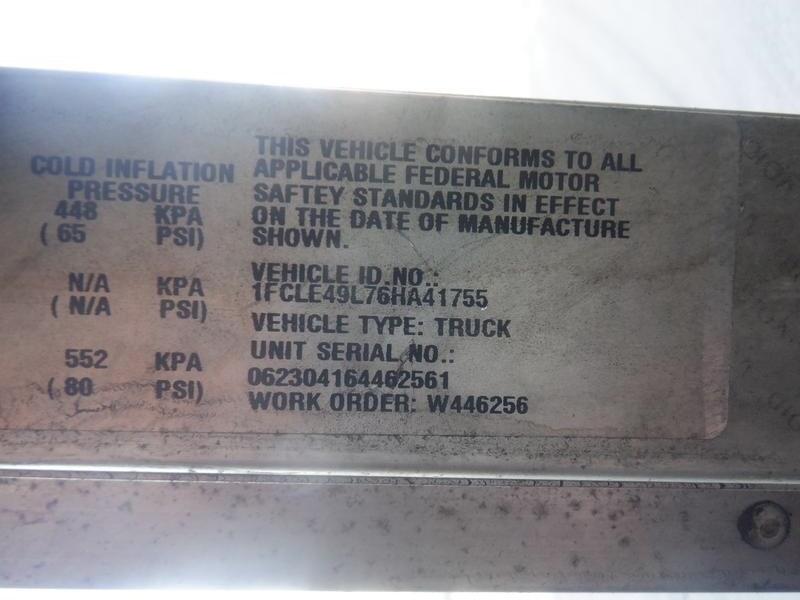 COLD INFLATION
PRESSURE
448 KPA
( 65 PSI)
N/A KPA
( N/A PSI)
552 KPA
( 80 PSI)
THIS VEHICLE CONFORMS TO ALL
APPLICABLE FEDERAL MOTOR
SAFTEY STANDARDS IN EFFECT
ON THE DATE OF MANUFACTURE
SHOWN.
VEHICLE ID.NO.:
1FCLE49L76HA41755
VEHICLE TYPE: TRUCK
UNIT SERIAL NO.:
062304164462561
WORK ORDER: W446256